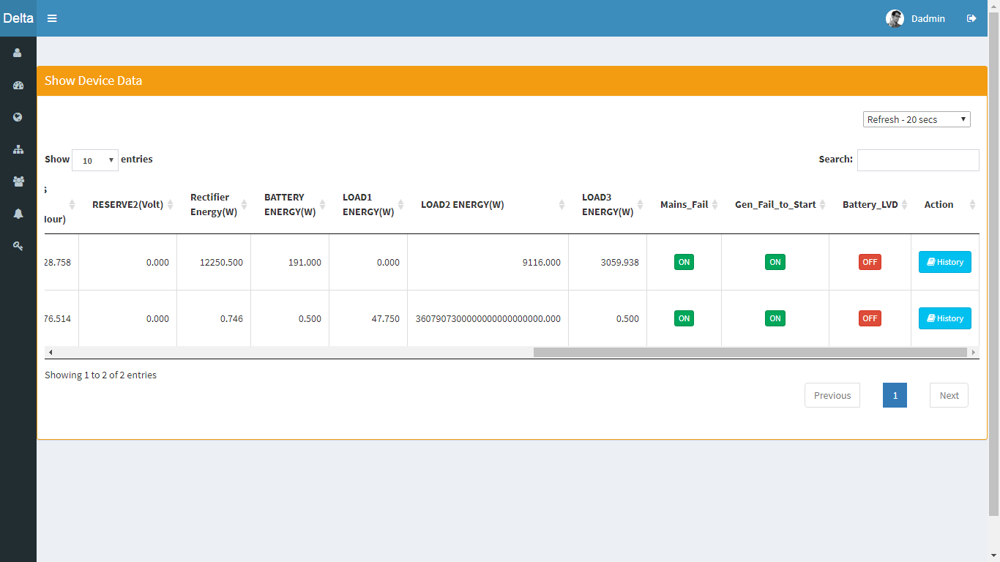 Delta
Dadmin
Show Device Data
Refresh - 20 secs
Show 10 entries
Search:
RESERVE2(Volt)
Rectifier
Energy(W)
BATTERY
ENERGY(W)
LOAD1
ENERGY(W)
LOAD2 ENERGY(W)
LOAD3
ENERGY(W)
Mains_Fail
Gen_Fail_to_Start
Battery_LVD
Action
28.758 0.000 12250.500 191.000 0.000 9116.000 3059.938 ON ON OFF History
76.514 0.000 0.746 0.500 47.750 3607907300000000000000000.000 0.500 ON ON OFF History
Showing 1 to 2 of 2 entries
Previous 1 Next